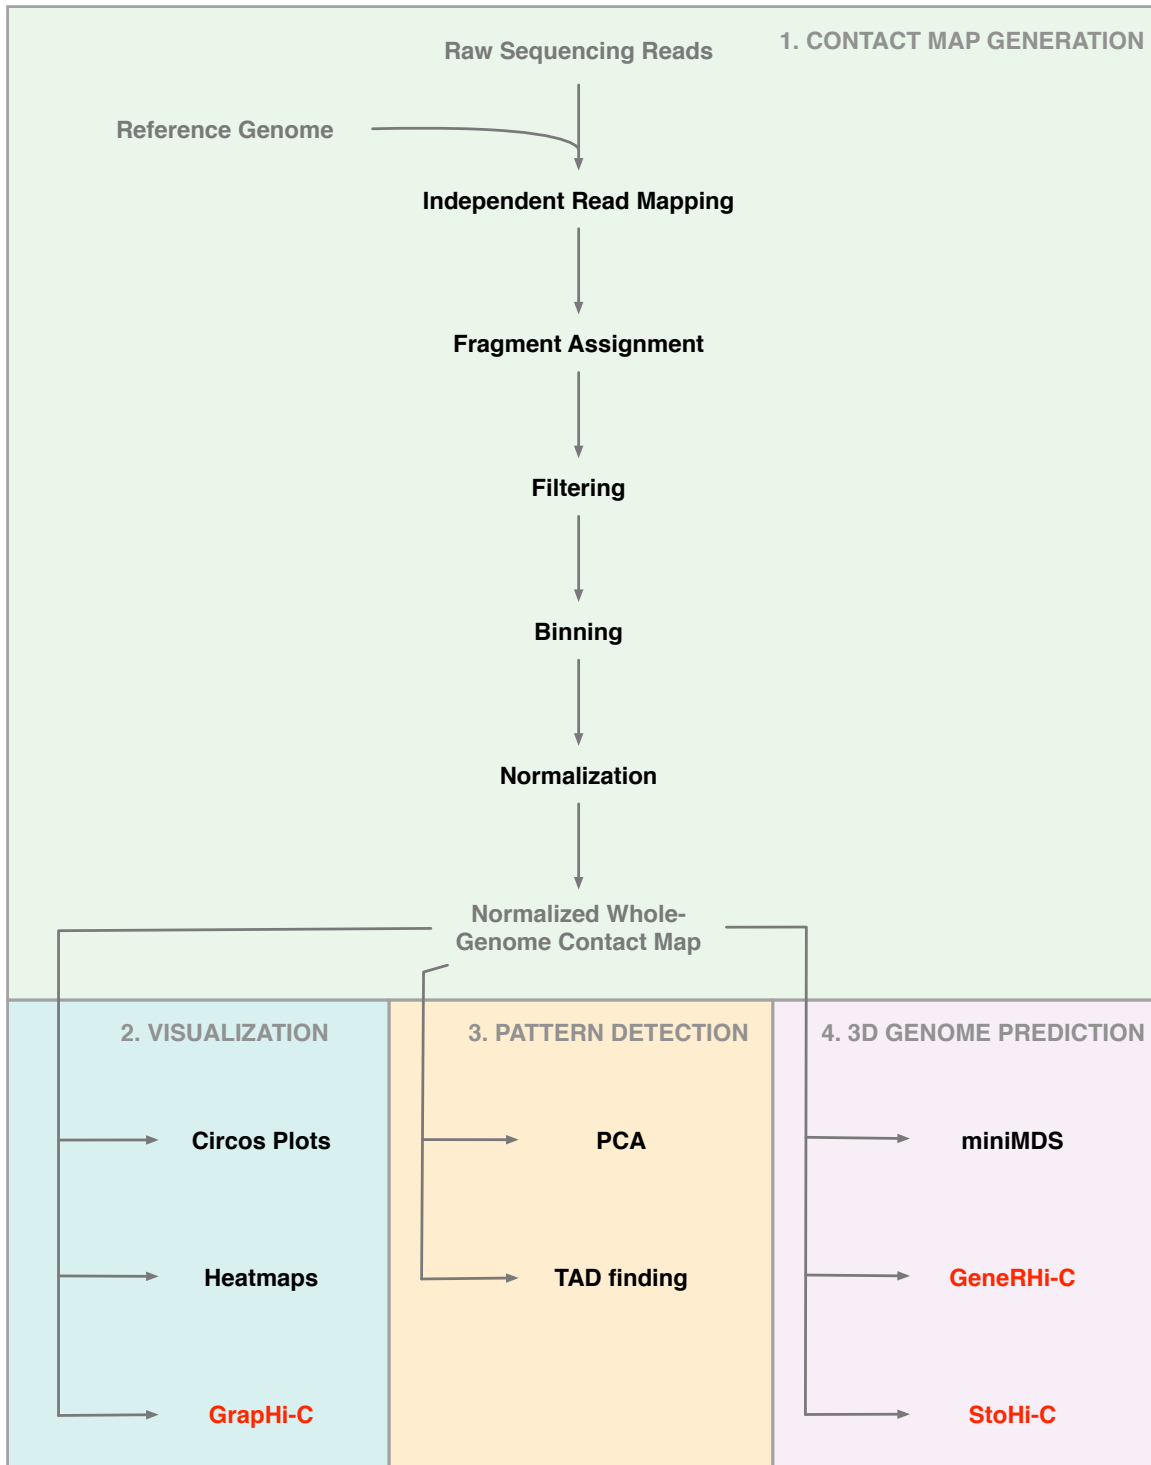 1. CONTACT MAP GENERATION
Raw Sequencing Reads
Reference Genome
Independent Read Mapping
Fragment Assignment
Filtering
Binning
Normalization
Normalized Whole-
Genome Contact Map
2. VISUALIZATION
Circos Plots
Heatmaps
GrapHi-C
3. PATTERN DETECTION
PCA
TAD finding
4. 3D GENOME PREDICTION
miniMDS
GeneRHi-C
StoHi-C